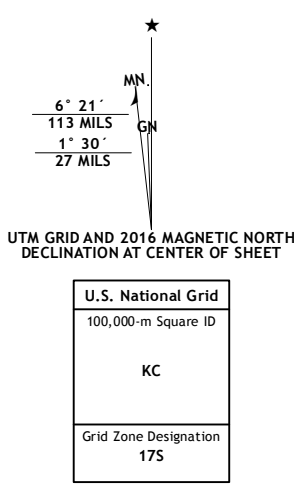 MN.
6° 21´
113 MILS
GN
1° 30´
27 MILS
UTM GRID AND 2016 MAGNETIC NORTH
DECLINATION AT CENTER OF SHEET
U.S. National Grid
100,000-m Square ID
KC
Grid Zone Designation
17S